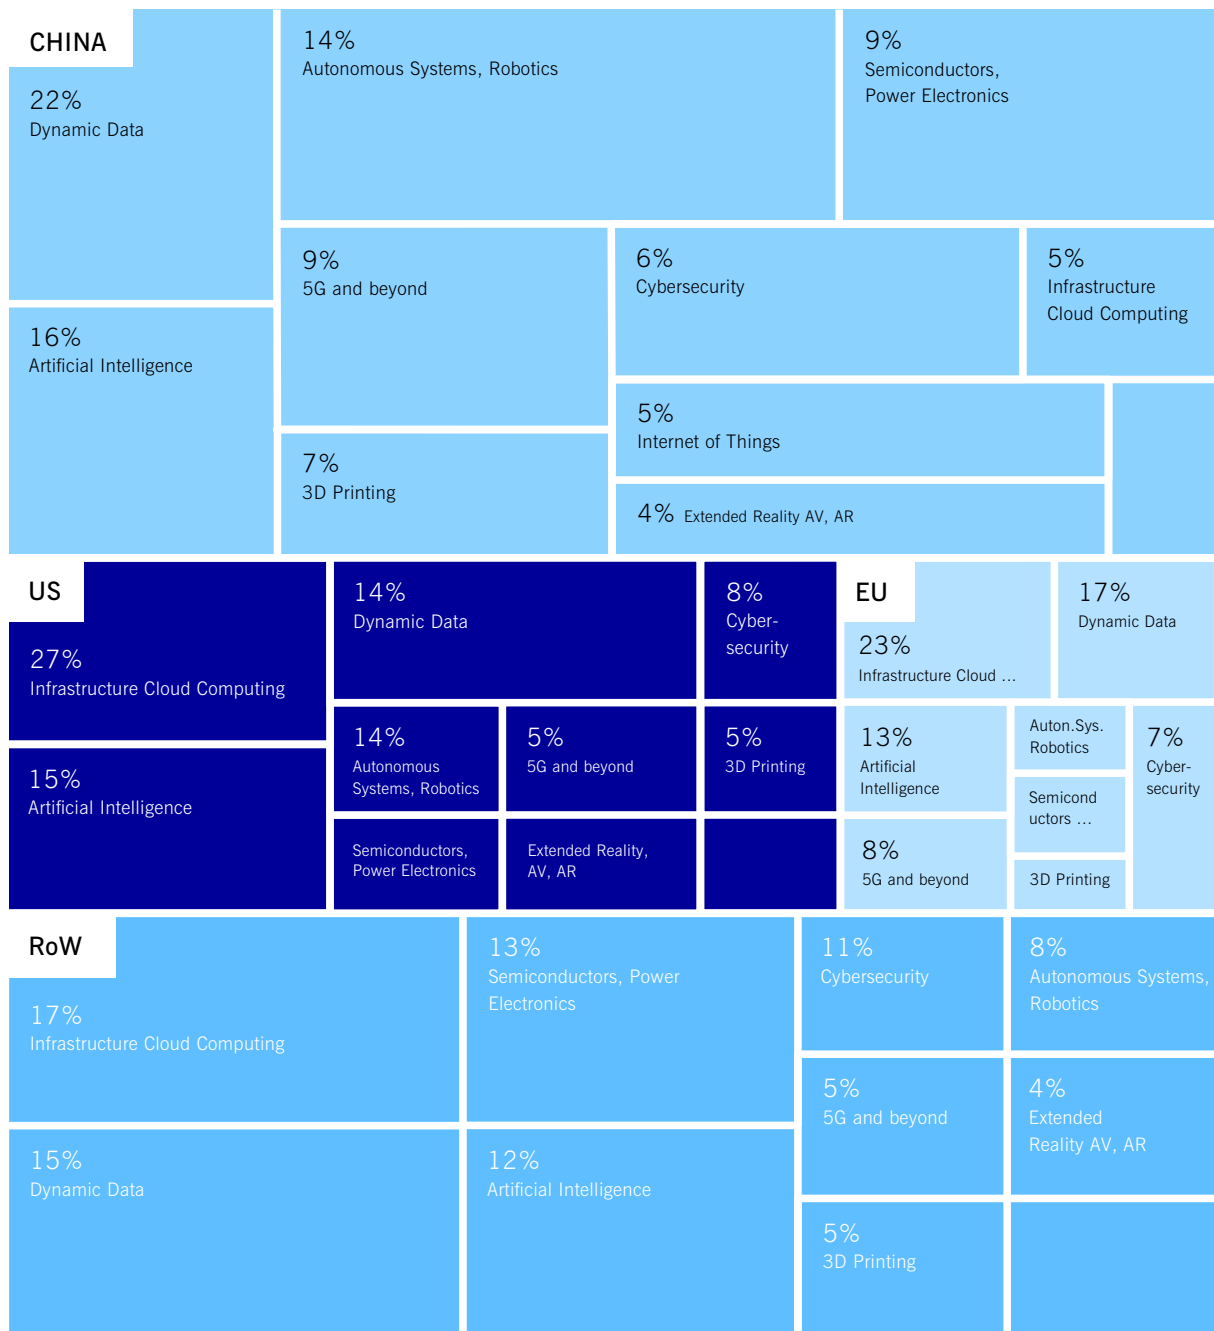 CHINA
22%
Dynamic Data
14%
Autonomous Systems, Robotics
9%
Semiconductors,
Power Electronics
16%
Artificial Intelligence
9%
5G and beyond
6%
Cybersecurity
5%
Infrastructure
Cloud Computing
7%
3D Printing
5%
Internet of Things
4% Extended Reality AV, AR
US
27%
Infrastructure Cloud Computing
15%
Artificial Intelligence
14%
Dynamic Data
8%
Cyber-
security
14%
Autonomous
Systems, Robotics
5%
5G and beyond
5%
3D Printing
Semiconductors,
Power Electronics
Extended Reality,
AV, AR
EU
23%
Infrastructure Cloud ...
17%
Dynamic Data
13%
Artificial
Intelligence
Auton.Sys.
Robotics
7%
Cyber-
security
Semicond
uctors ...
8%
5G and beyond
3D Printing
RoW
17%
Infrastructure Cloud Computing
13%
Semiconductors, Power
Electronics
11%
Cybersecurity
8%
Autonomous Systems,
Robotics
15%
Dynamic Data
12%
Artificial Intelligence
5%
5G and beyond
4%
Extended
Reality AV, AR
5%
3D Printing